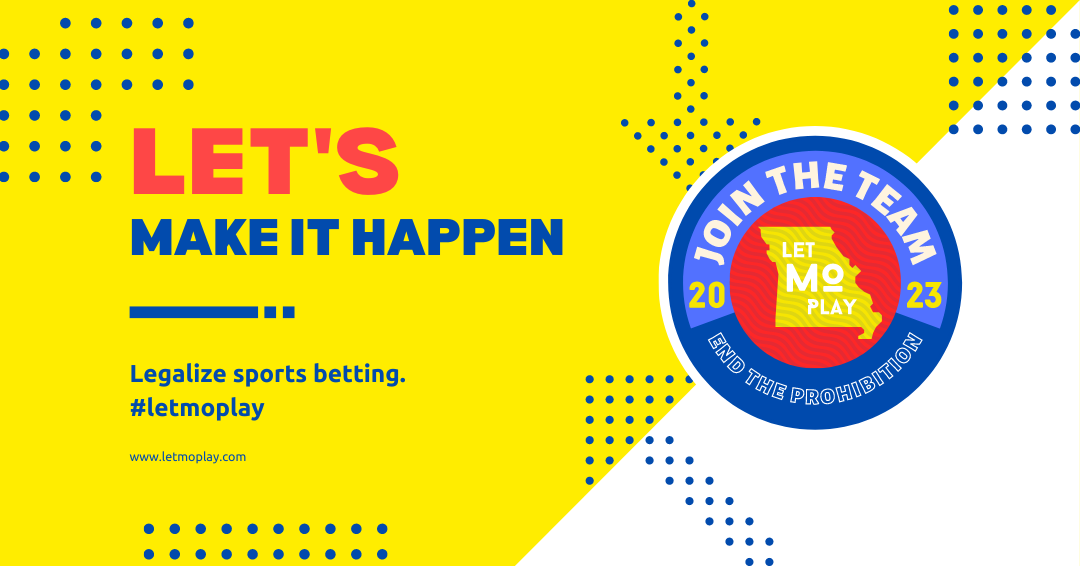 LET'S
MAKE IT HAPPEN
Legalize sports betting.
#letmoplay
www.letmoplay.com
JOIN THE TEAM
20 23
LET
MO
PLAY
END THE PROHIBITION